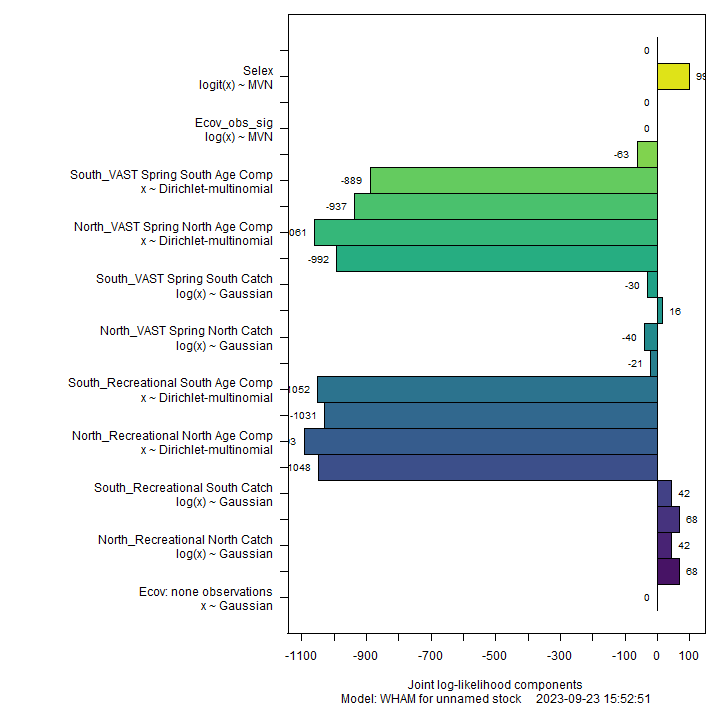 0
Selex
logit(x) ~ MVN
99
0
Ecov_obs_sig
log(x) ~ MVN
0
-63
South_VAST Spring South Age Comp
x ~ Dirichlet-multinomial
-889
-937
North_VAST Spring North Age Comp
x ~ Dirichlet-multinomial
061
-992
South_VAST Spring South Catch
log(x) ~ Gaussian
-30
16
North_VAST Spring North Catch
log(x) ~ Gaussian
-40
-21
South_Recreational South Age Comp
x ~ Dirichlet-multinomial
1052
-1031
North_Recreational North Age Comp
x ~ Dirichlet-multinomial
3
1048
South_Recreational South Catch
log(x) ~ Gaussian
42
68
North_Recreational North Catch
log(x) ~ Gaussian
42
68
Ecov: none observations
x ~ Gaussian
0
-1100 -900 -700 -500 -300 -100 0 100
Joint log-likelihood components
Model: WHAM for unnamed stock 2023-09-23 15:52:51